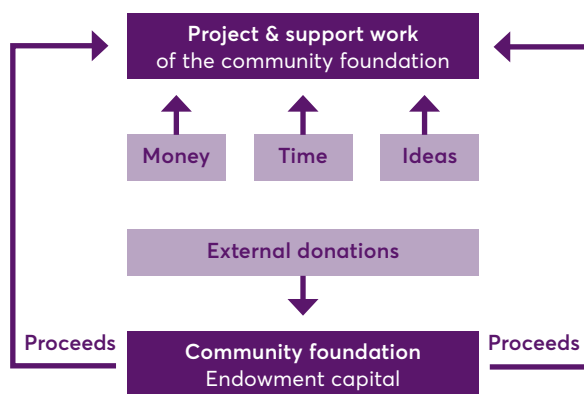 Project & support work
of the community foundation
Money
Time
Ideas
External donations
Proceeds
Community foundation
Endowment capital
Proceeds